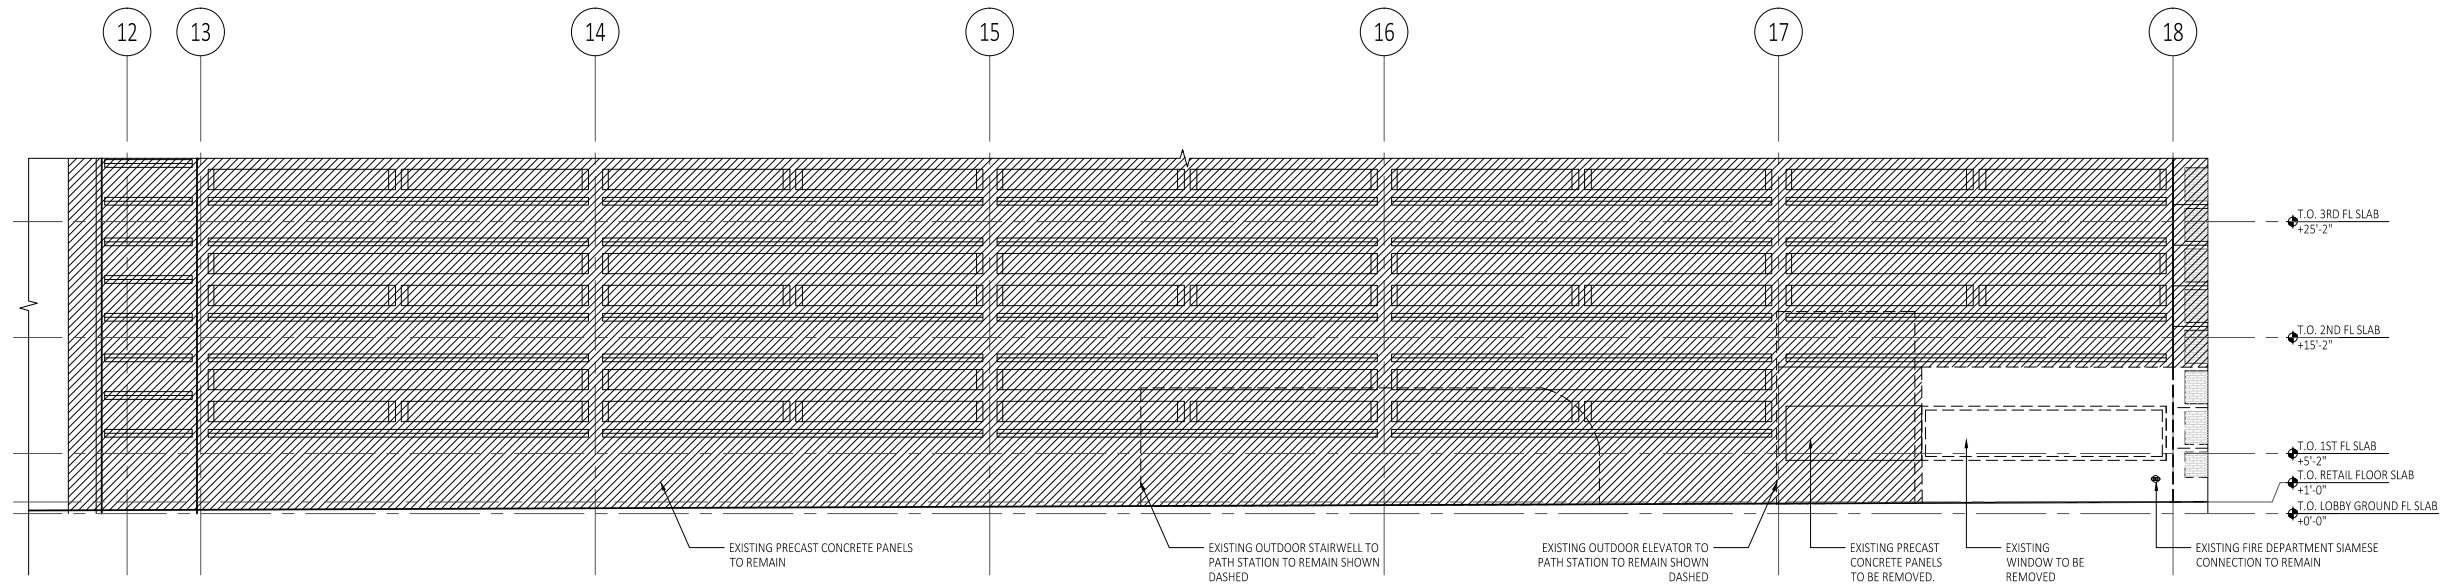 12
13
14
15
16
17
18
T.O. 3RD FL SLAB
+25'-2"
T.O. 2ND FL SLAB
+15'-2"
T.O. 1ST FL SLAB
+5'-2"
T.O. RETAIL FLOOR SLAB
+1'-0"
T.O. LOBBY GROUND FL SLAB
+0'-0"
EXISTING PRECAST CONCRETE PANELS
TO REMAIN
EXISTING OUTDOOR STAIRWELL TO
PATH STATION TO REMAIN SHOWN
DASHED
EXISTING OUTDOOR ELEVATOR TO
PATH STATION TO REMAIN SHOWN
DASHED
EXISTING PRECAST
CONCRETE PANELS
TO BE REMOVED.
EXISTING
WINDOW TO BE
REMOVED
EXISTING FIRE DEPARTMENT SIAMESE
CONNECTION TO REMAIN